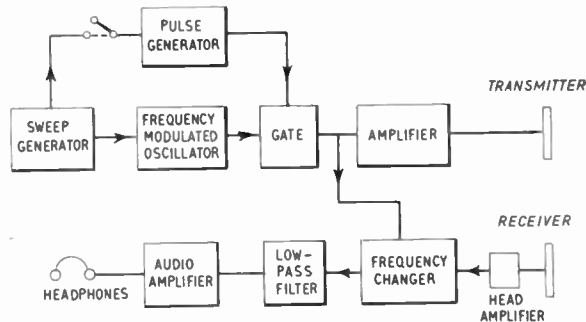 PULSE
GENERATOR
TRANSMITTER
SWEEP
GENERATOR
FREQUENCY
MODULATED
OSCILLATOR
GATE
AMPLIFIER
RECEIVER
HEADPHONES
AUDIO
AMPLIFIER
LOW-
PASS
FILTER
FREQUENCY
CHANGER
HEAD
AMPLIFIER